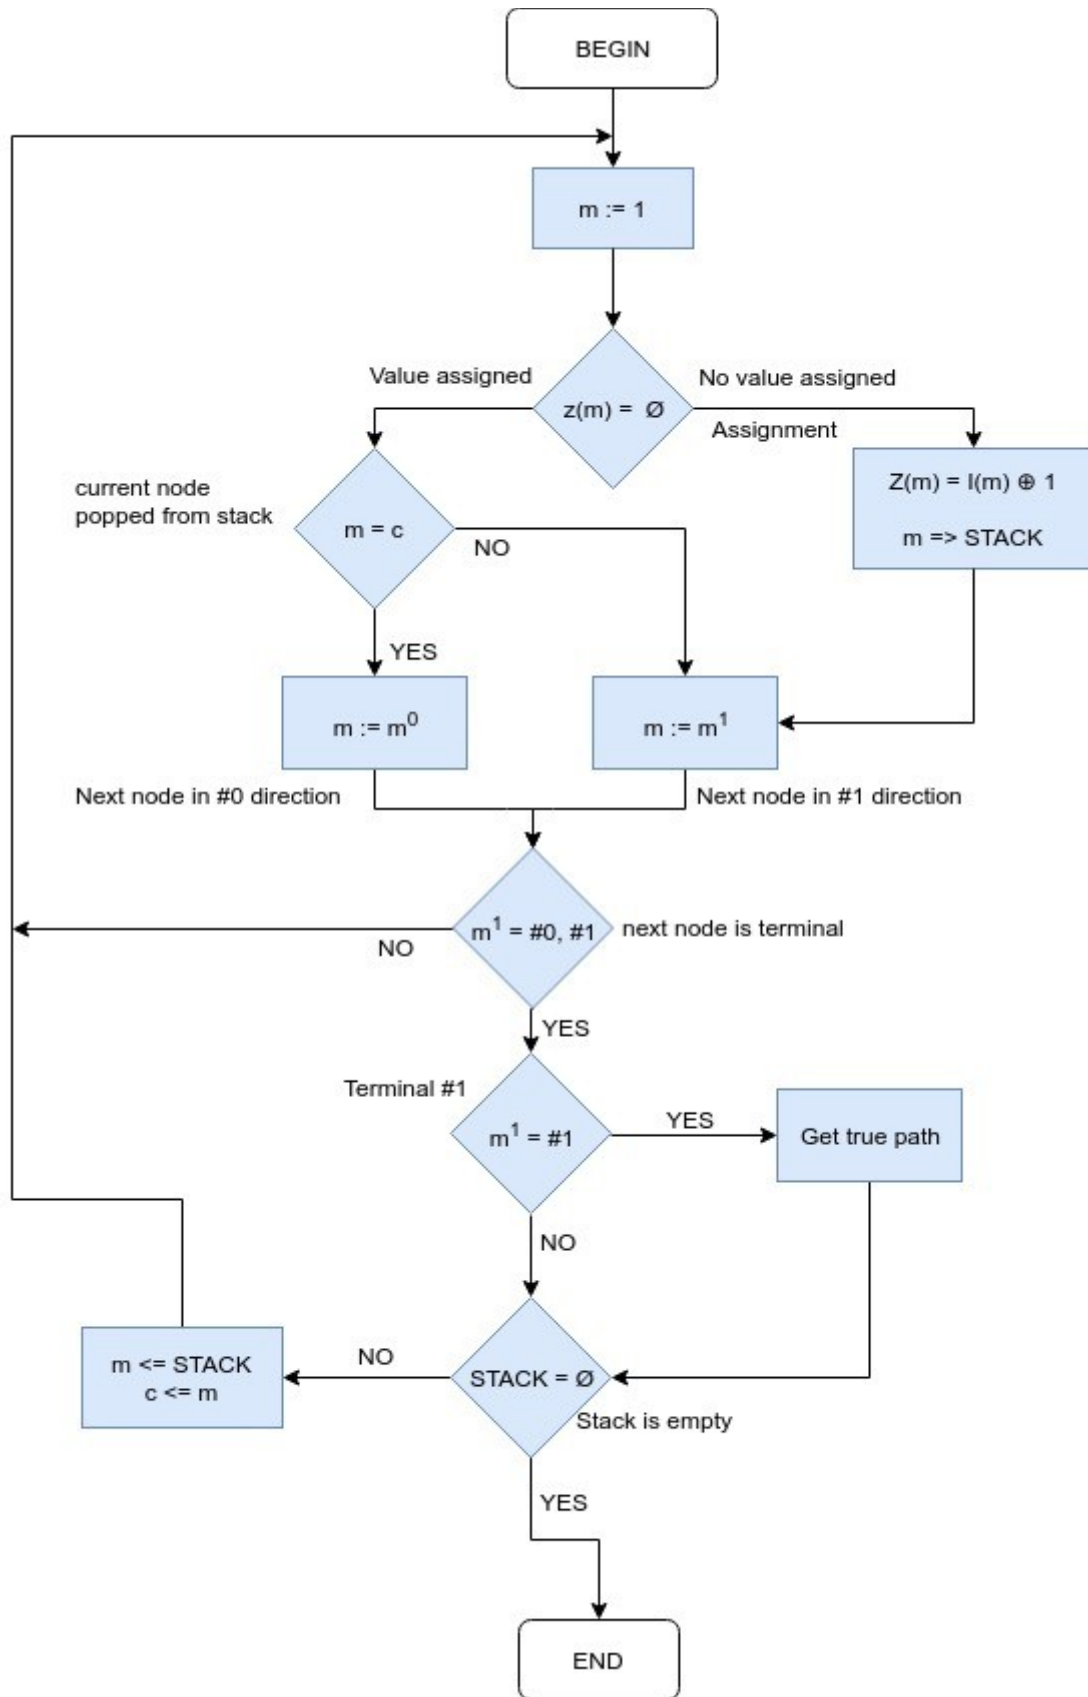 BEGIN
m := 1
Value assigned
z(m) = Ø
No value assigned
Assignment
Z(m) = I(m) ⊕ 1
m => STACK
current node
popped from stack
m = c
NO
YES
m := m⁰
m := m¹
Next node in #0 direction
Next node in #1 direction
m¹ = #0, #1
next node is terminal
NO
YES
Terminal #1
m¹ = #1
YES
Get true path
NO
m <= STACK
c <= m
NO
STACK = Ø
Stack is empty
YES
END